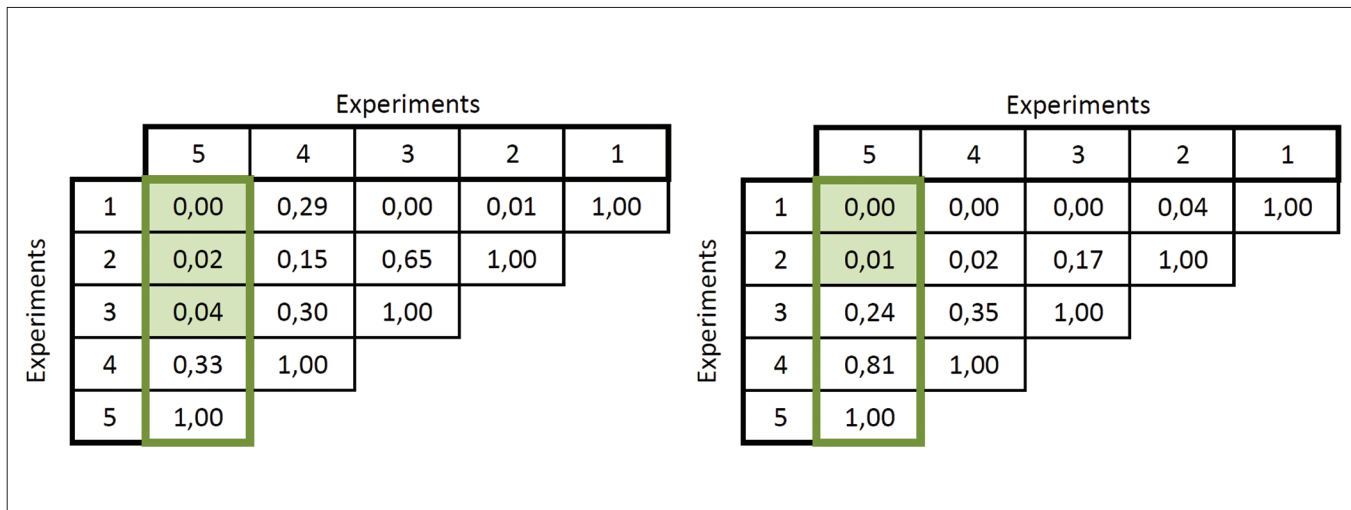 Experiments
5 4 3 2 1
Experiments
1 0,00 0,29 0,00 0,01 1,00
2 0,02 0,15 0,65 1,00
3 0,04 0,30 1,00
4 0,33 1,00
5 1,00
Experiments
5 4 3 2 1
Experiments
1 0,00 0,00 0,00 0,04 1,00
2 0,01 0,02 0,17 1,00
3 0,24 0,35 1,00
4 0,81 1,00
5 1,00